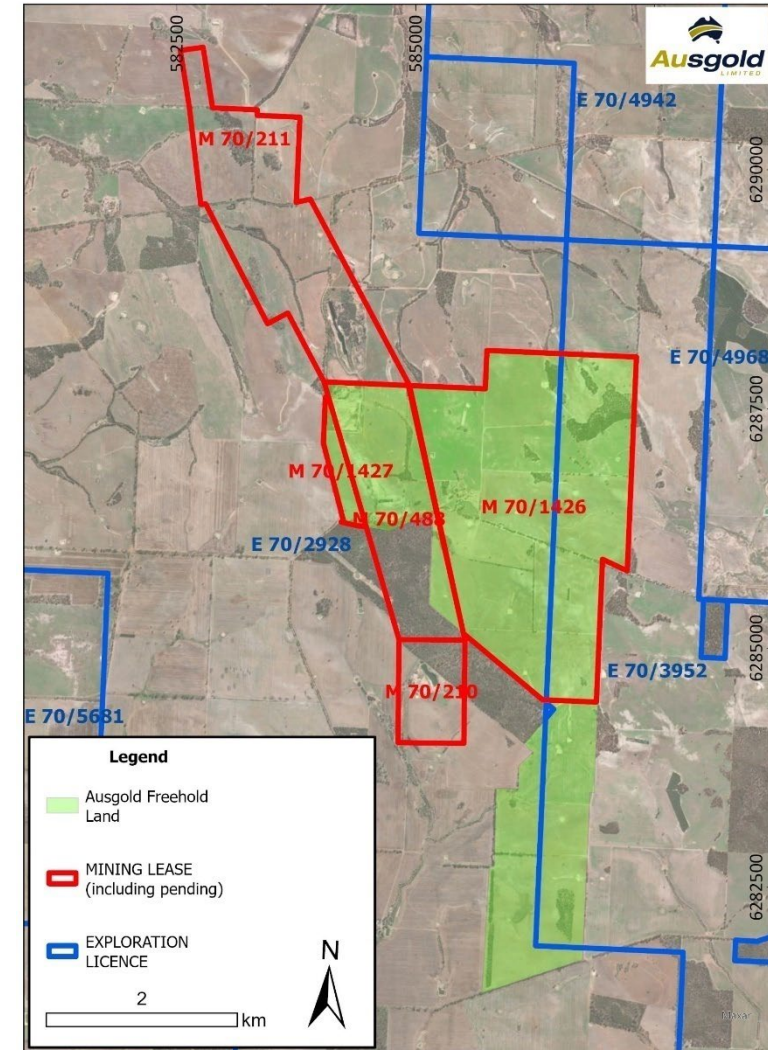 582500
585000
Ausgold
LIMITED
E 70/4942
M 70/211
6290000
E 70/4968
6287500
M 70/1427
M 70/1426
M 70/488
E 70/2928
6285000
E 70/3952
M 70/210
E 70/5681
Legend
Ausgold Freehold
Land
MINING LEASE
(including pending)
EXPLORATION
LICENCE
N
2
km
6282500
Maxar